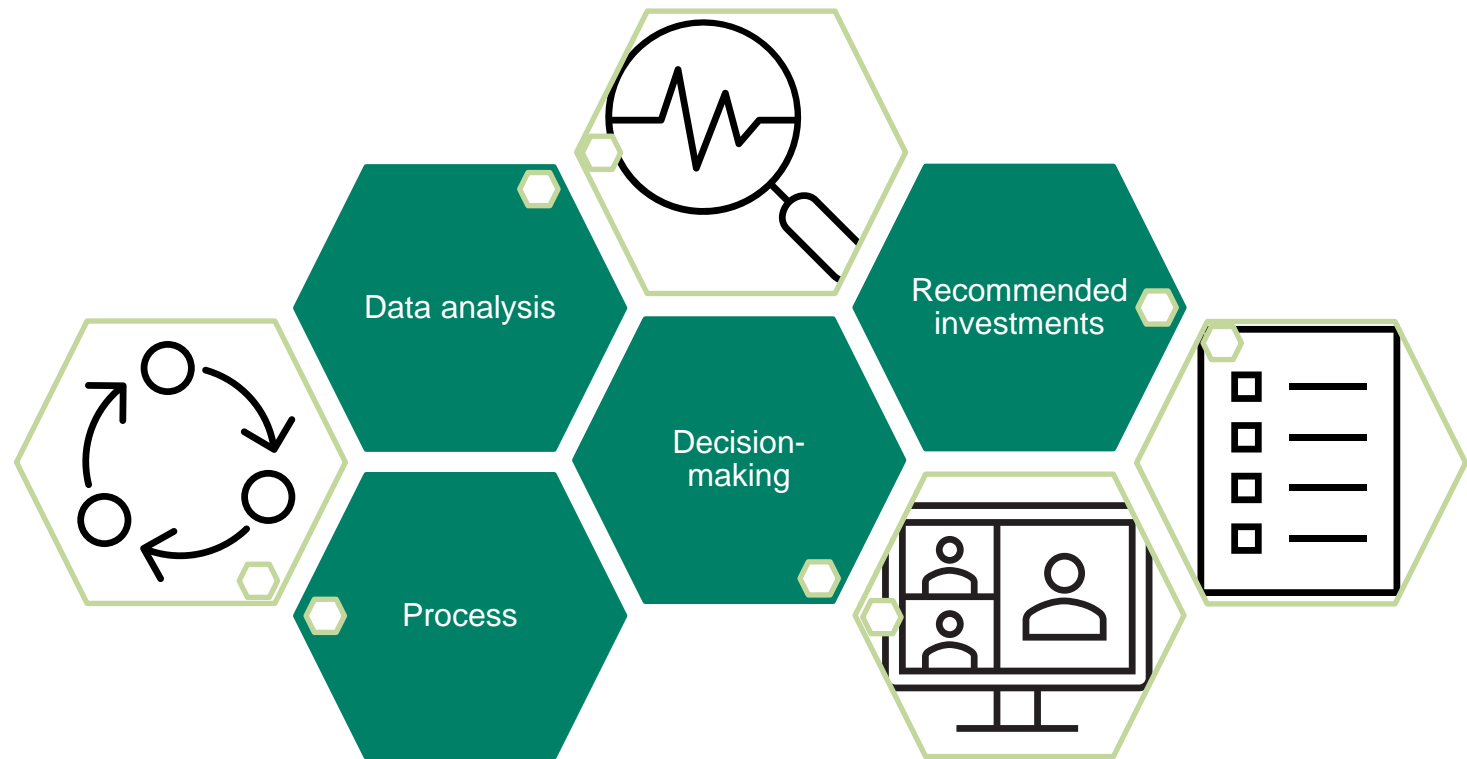 Data analysis
Recommended
investments
Decision-
making
Process